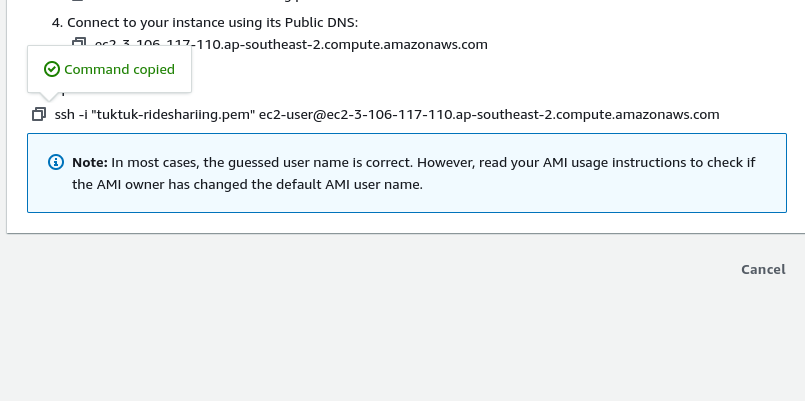 4. Connect to your instance using its Public DNS:
ec2-3-106-117-110.ap-southeast-2.compute.amazonaws.com
Command copied
ssh -i "tuktuk-rideshariing.pem" ec2-user@ec2-3-106-117-110.ap-southeast-2.compute.amazonaws.com
Note: In most cases, the guessed user name is correct. However, read your AMI usage instructions to check if
the AMI owner has changed the default AMI user name.
Cancel